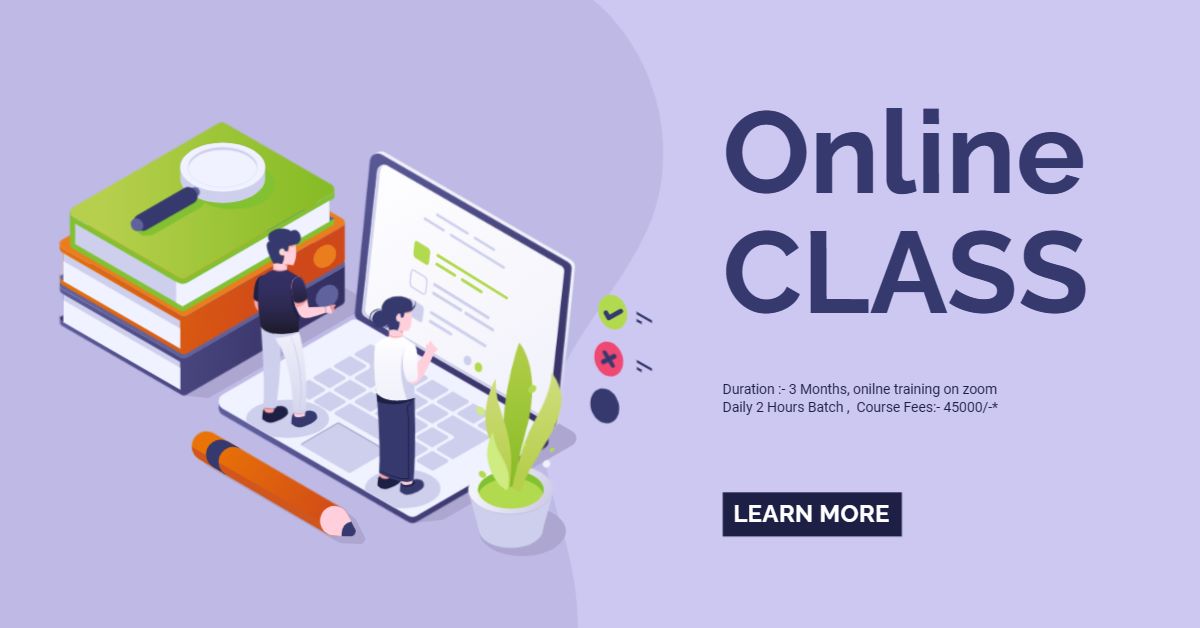 Online
CLASS
Duration :- 3 Months, onilne training on zoom
Daily 2 Hours Batch ,  Course Fees:- 45000/-*
LEARN MORE